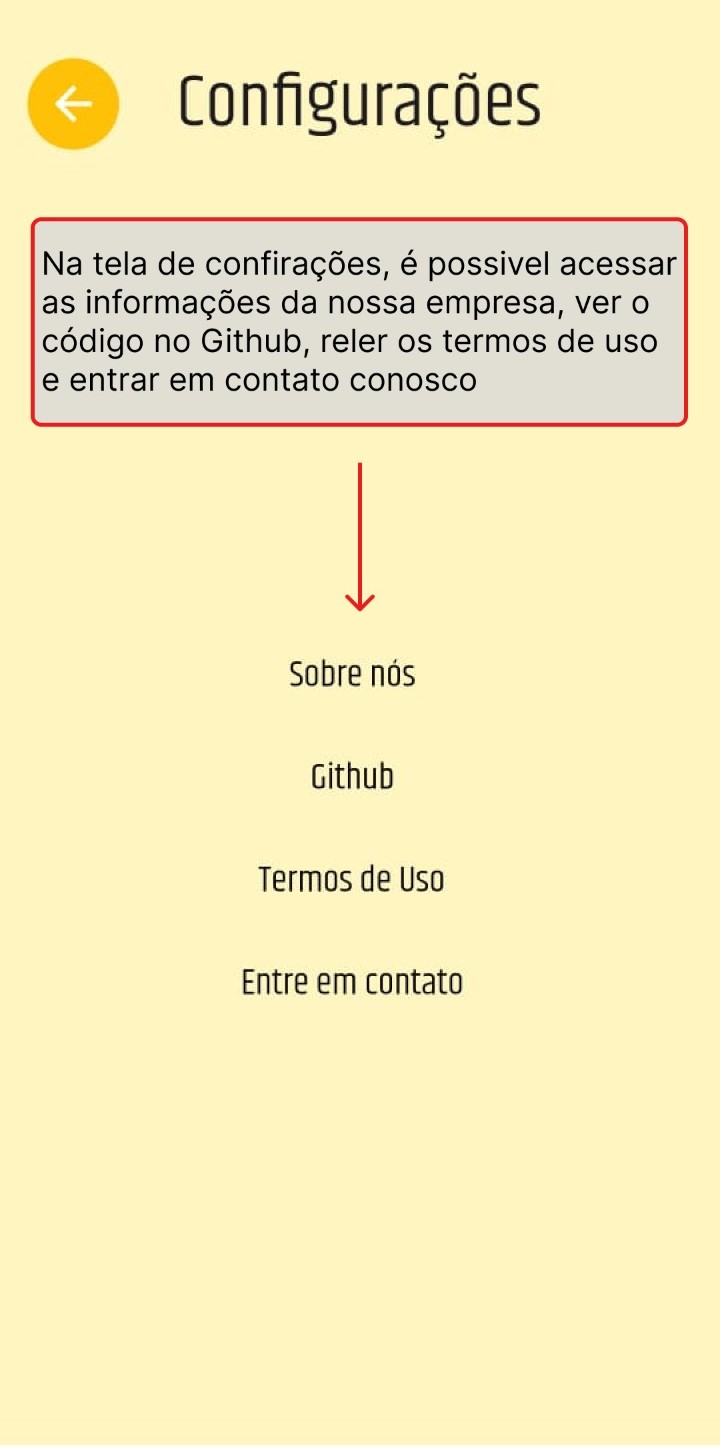 Configurações
Na tela de confirações, é possivel acessar
as informações da nossa empresa, ver o
código no Github, reler os termos de uso
e entrar em contato conosco
Sobre nós
Github
Termos de Uso
Entre em contato